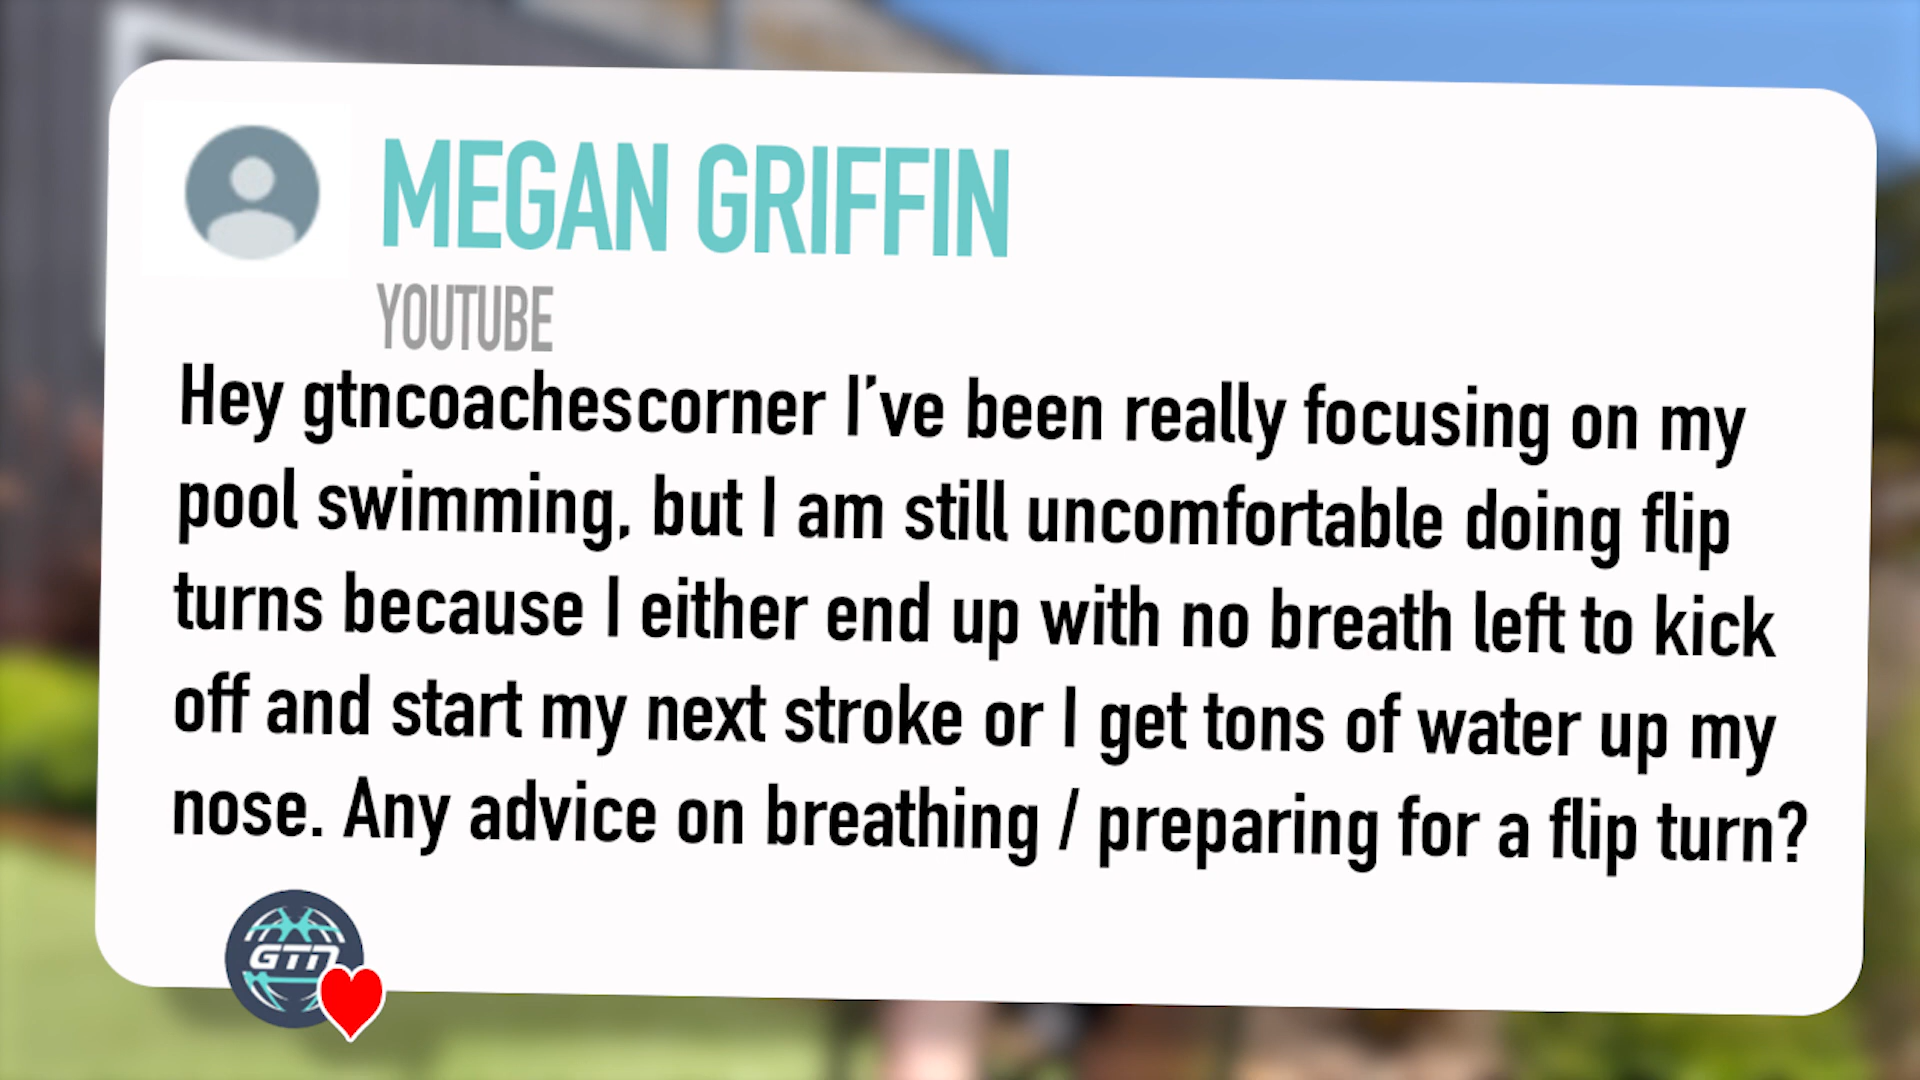 MEGAN GRIFFIN
YOUTUBE
Hey gtncoachescorner I've been really focusing on my
pool swimming, but I am still uncomfortable doing flip
turns because I either end up with no breath left to kick
off and start my next stroke or I get tons of water up my
nose. Any advice on breathing / preparing for a flip turn?
GTN